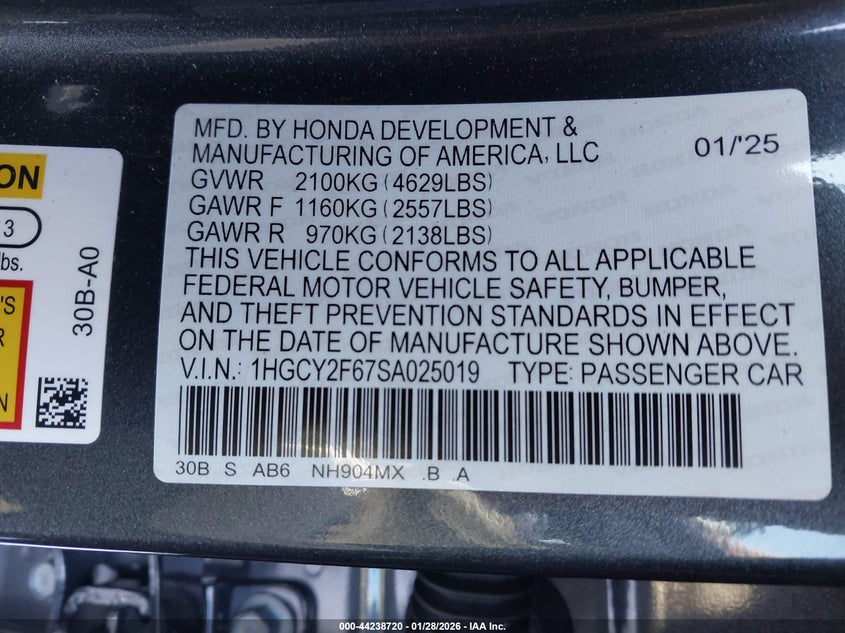 MFD. BY HONDA DEVELOPMENT &
MANUFACTURING OF AMERICA, LLC 01/'25
GVWR 2100KG (4629LBS)
GAWR F 1160KG (2557LBS)
GAWR R 970KG (2138LBS)
THIS VEHICLE CONFORMS TO ALL APPLICABLE
FEDERAL MOTOR VEHICLE SAFETY, BUMPER,
AND THEFT PREVENTION STANDARDS IN EFFECT
ON THE DATE OF MANUFACTURE SHOWN ABOVE.
V.I.N.: 1HGCY2F67SA025019 TYPE: PASSENGER CAR
30B S AB6 NH904MX .B .A
ON
3
lbs.
'S
R
N
30B-A0
000-44238720 - 01/28/2026 - IAA Inc.